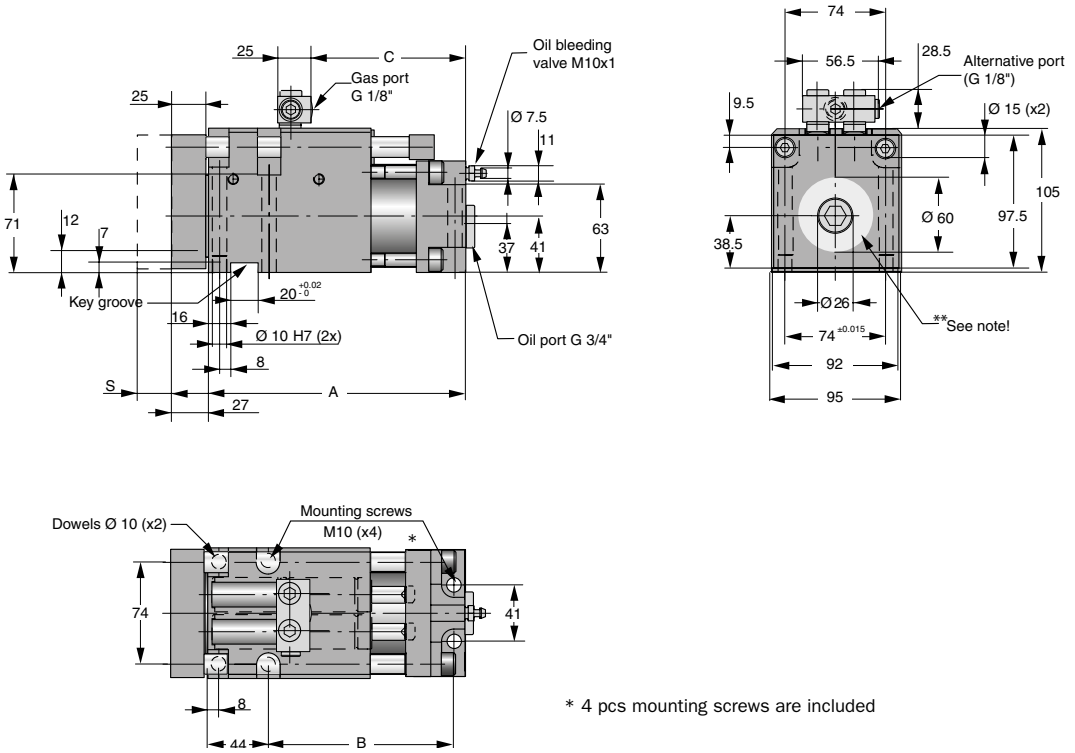 25
C
Oil bleeding
valve M10x1
Gas port
G 1/8"
25
Ø 7.5
11
71
12
7
37
41
63
Key groove
20 +0.02 -0
16
Ø 10 H7 (2x)
8
Oil port G 3/4"
S
A
27
74
56.5
28.5
Alternative port
(G 1/8")
9.5
Ø 15 (x2)
105
97.5
Ø 60
38.5
Ø 26
74 ±0.015
**See note!
92
95
Dowels Ø 10 (x2)
Mounting screws
M10 (x4)
*
74
41
8
44
B
* 4 pcs mounting screws are included